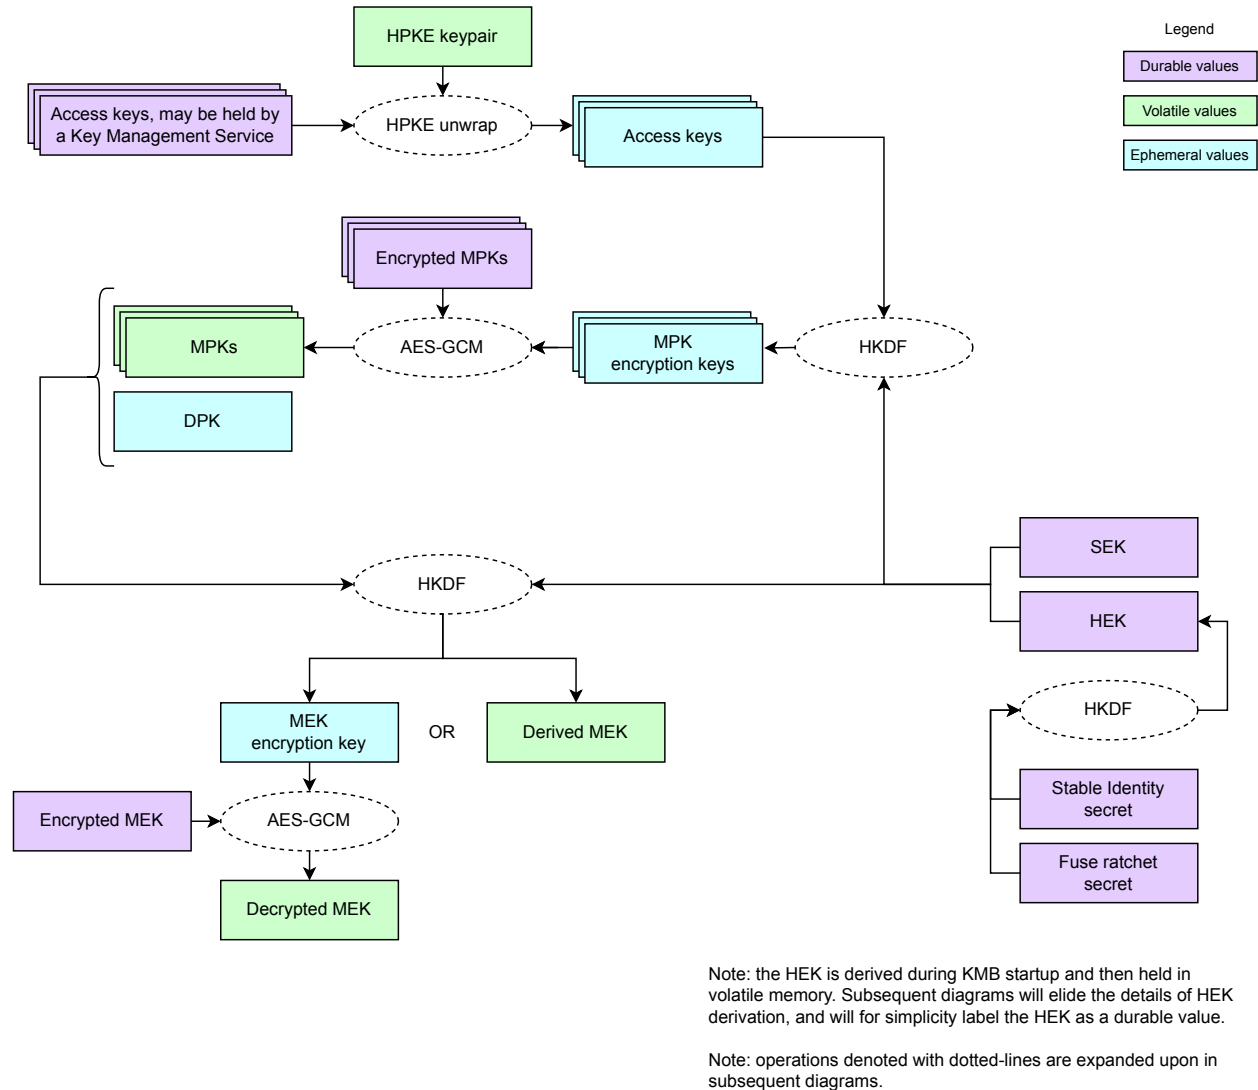 HPKE keypair
Legend
Durable values
Volatile values
Ephemeral values
Access keys, may be held by
a Key Management Service
HPKE unwrap
Access keys
Encrypted MPKs
MPKs
AES-GCM
MPK
encryption keys
HKDF
DPK
SEK
HKDF
HEK
HKDF
MEK
encryption key
OR
Derived MEK
Stable Identity
secret
Encrypted MEK
AES-GCM
Fuse ratchet
secret
Decrypted MEK
Note: the HEK is derived during KMB startup and then held in
volatile memory. Subsequent diagrams will elide the details of HEK
derivation, and will for simplicity label the HEK as a durable value.
Note: operations denoted with dotted-lines are expanded upon in
subsequent diagrams.